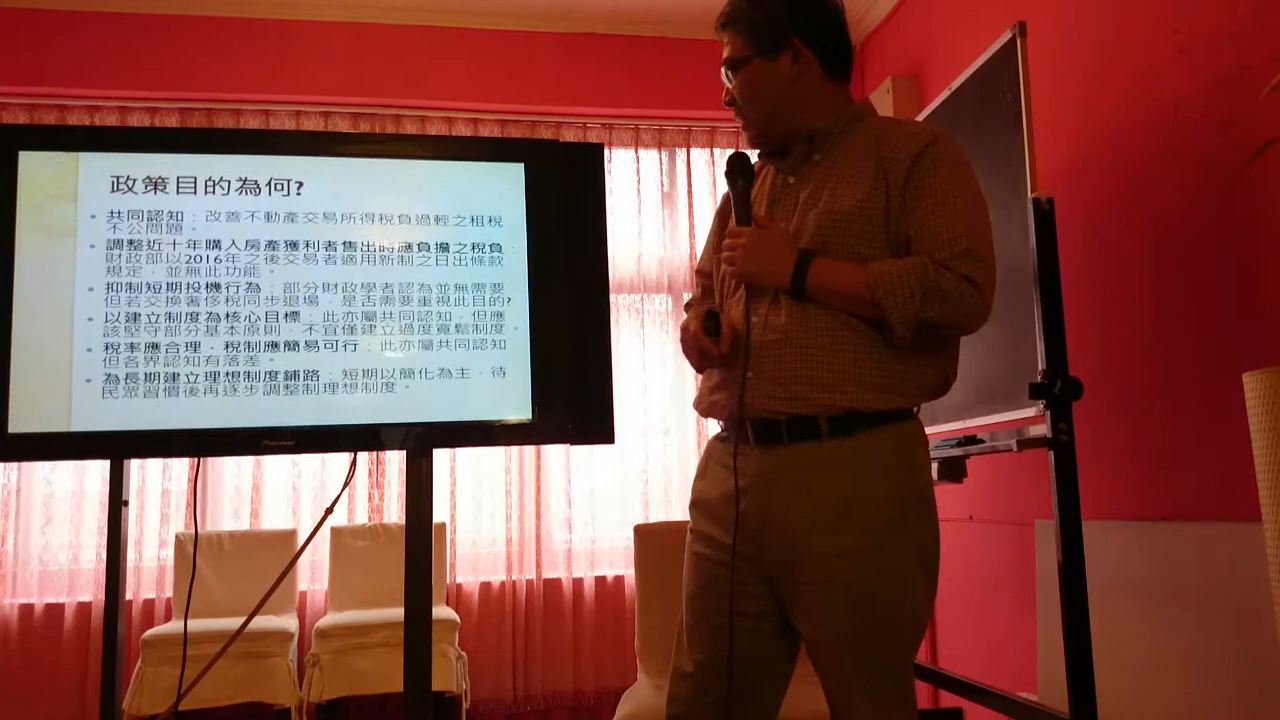 政策目的為何?
• 共同認知：改善不動產交易所得稅負過輕之租稅
不公問題。
• 調整近十年購入房產獲利者售出時應負擔之稅負：
財政部以2016年之後交易者適用新制之日出條款
規定，並無此功能。
• 抑制短期投機行為：部分財政學者認為並無需要
但若交換奢侈稅同步退場，是否需要重視此目的?
• 以建立制度為核心目標：此亦屬共同認知，但應
該堅守部分基本原則，不宜僅建立過度寬鬆制度。
• 稅率應合理，稅制應簡易可行：此亦屬共同認知
但各界認知有落差。
• 為長期建立理想制度鋪路：短期以簡化為主，待
民眾習慣後再逐步調整制理想制度。
Pioneer